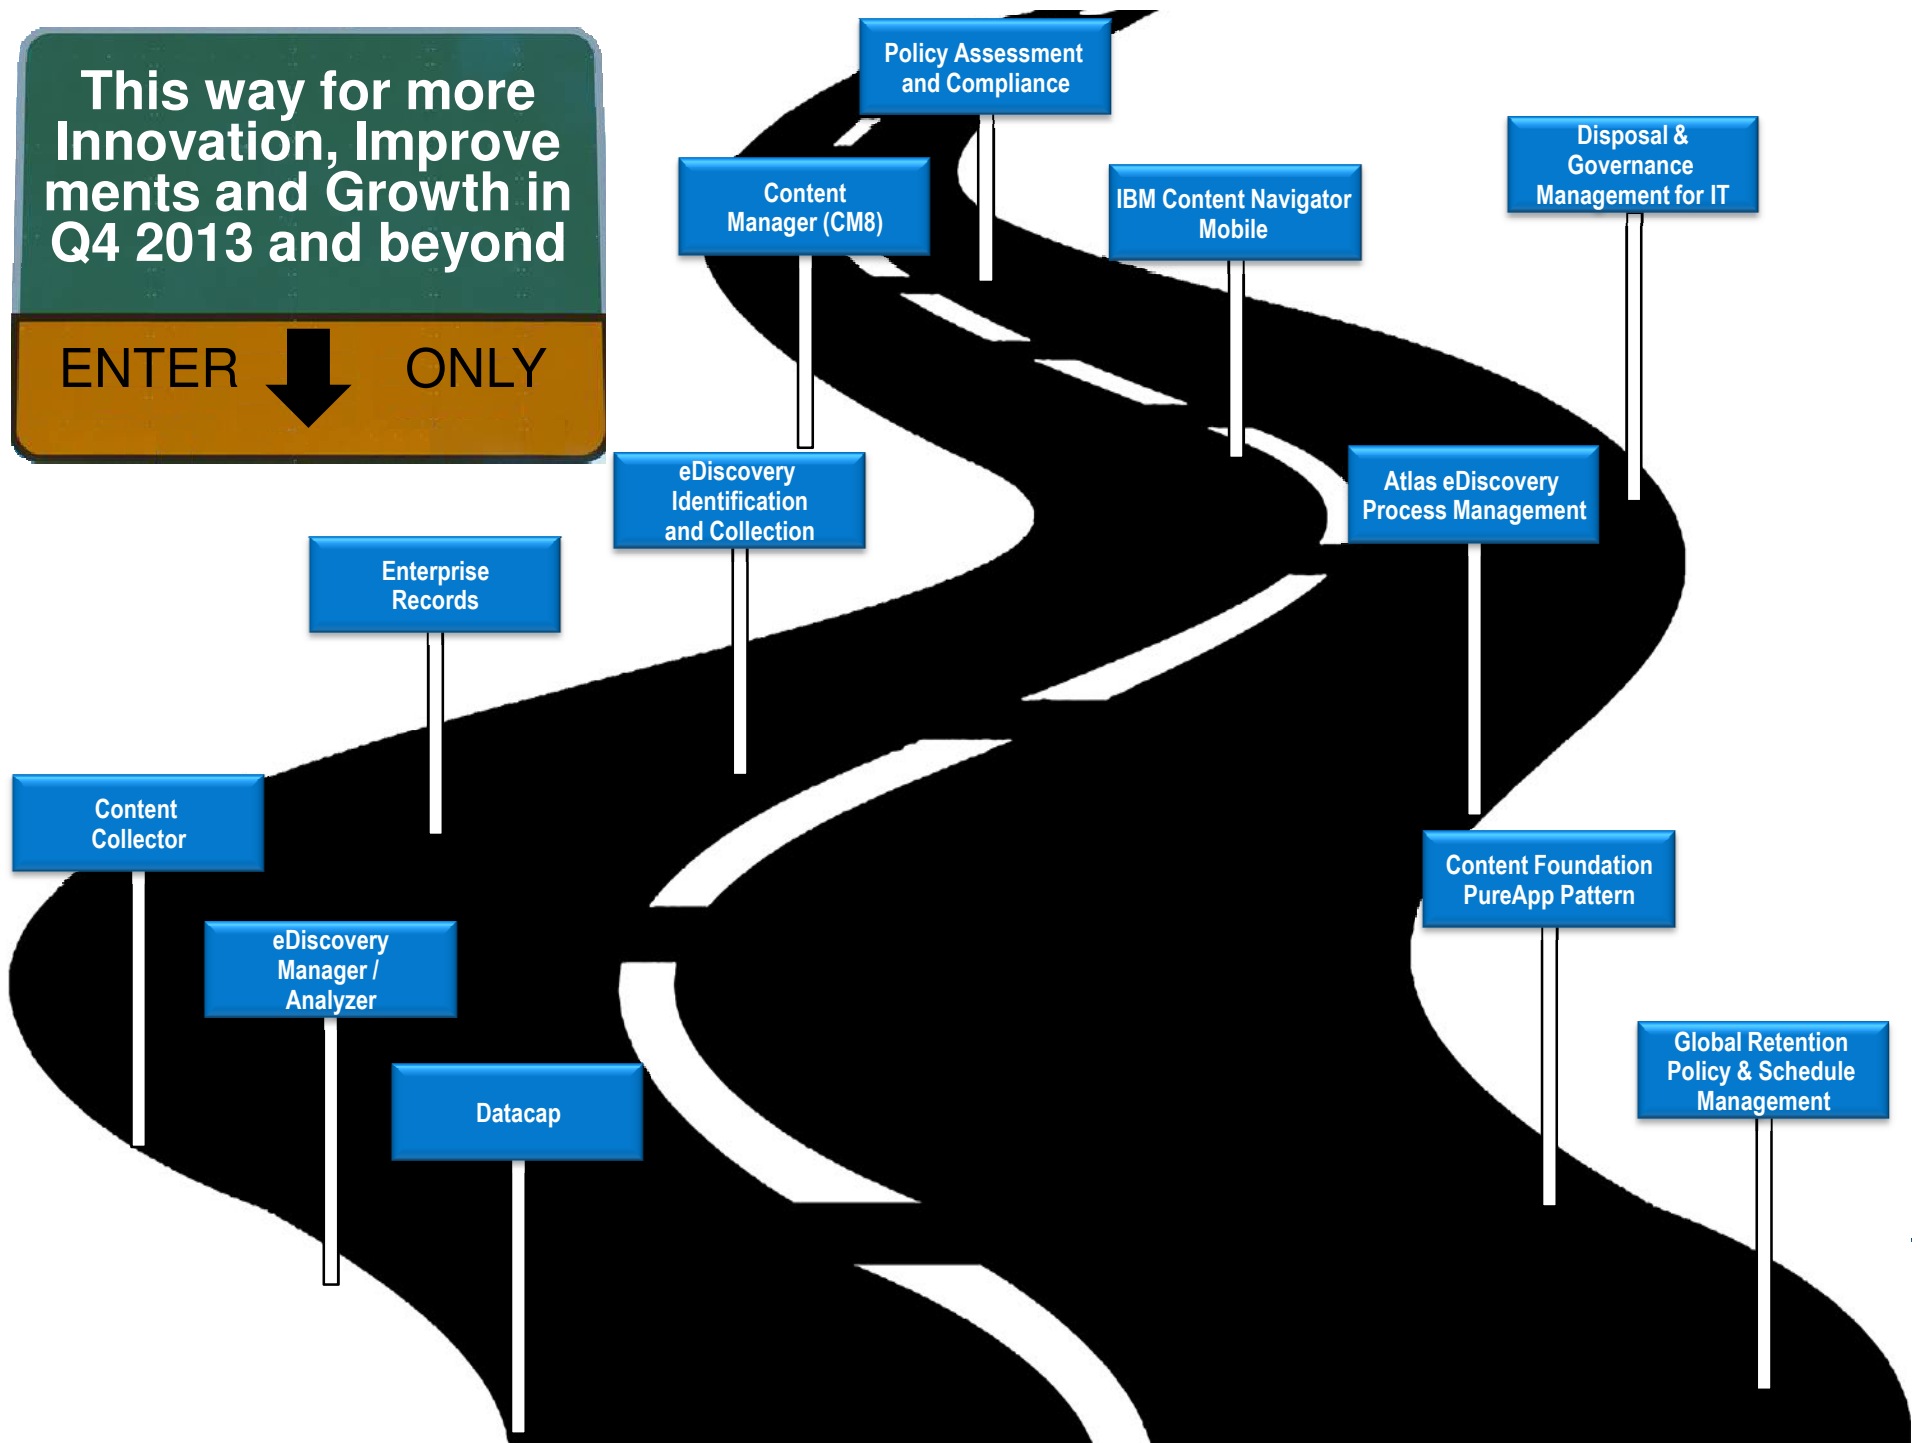 This way for more
Innovation, Improve
ments and Growth in
Q4 2013 and beyond
ENTER ONLY
Policy Assessment
and Compliance
Disposal &
Governance
Management for IT
Content
Manager (CM8)
IBM Content Navigator
Mobile
eDiscovery
Identification
and Collection
Atlas eDiscovery
Process Management
Enterprise
Records
Content
Collector
Content Foundation
PureApp Pattern
eDiscovery
Manager /
Analyzer
Global Retention
Policy & Schedule
Management
Datacap